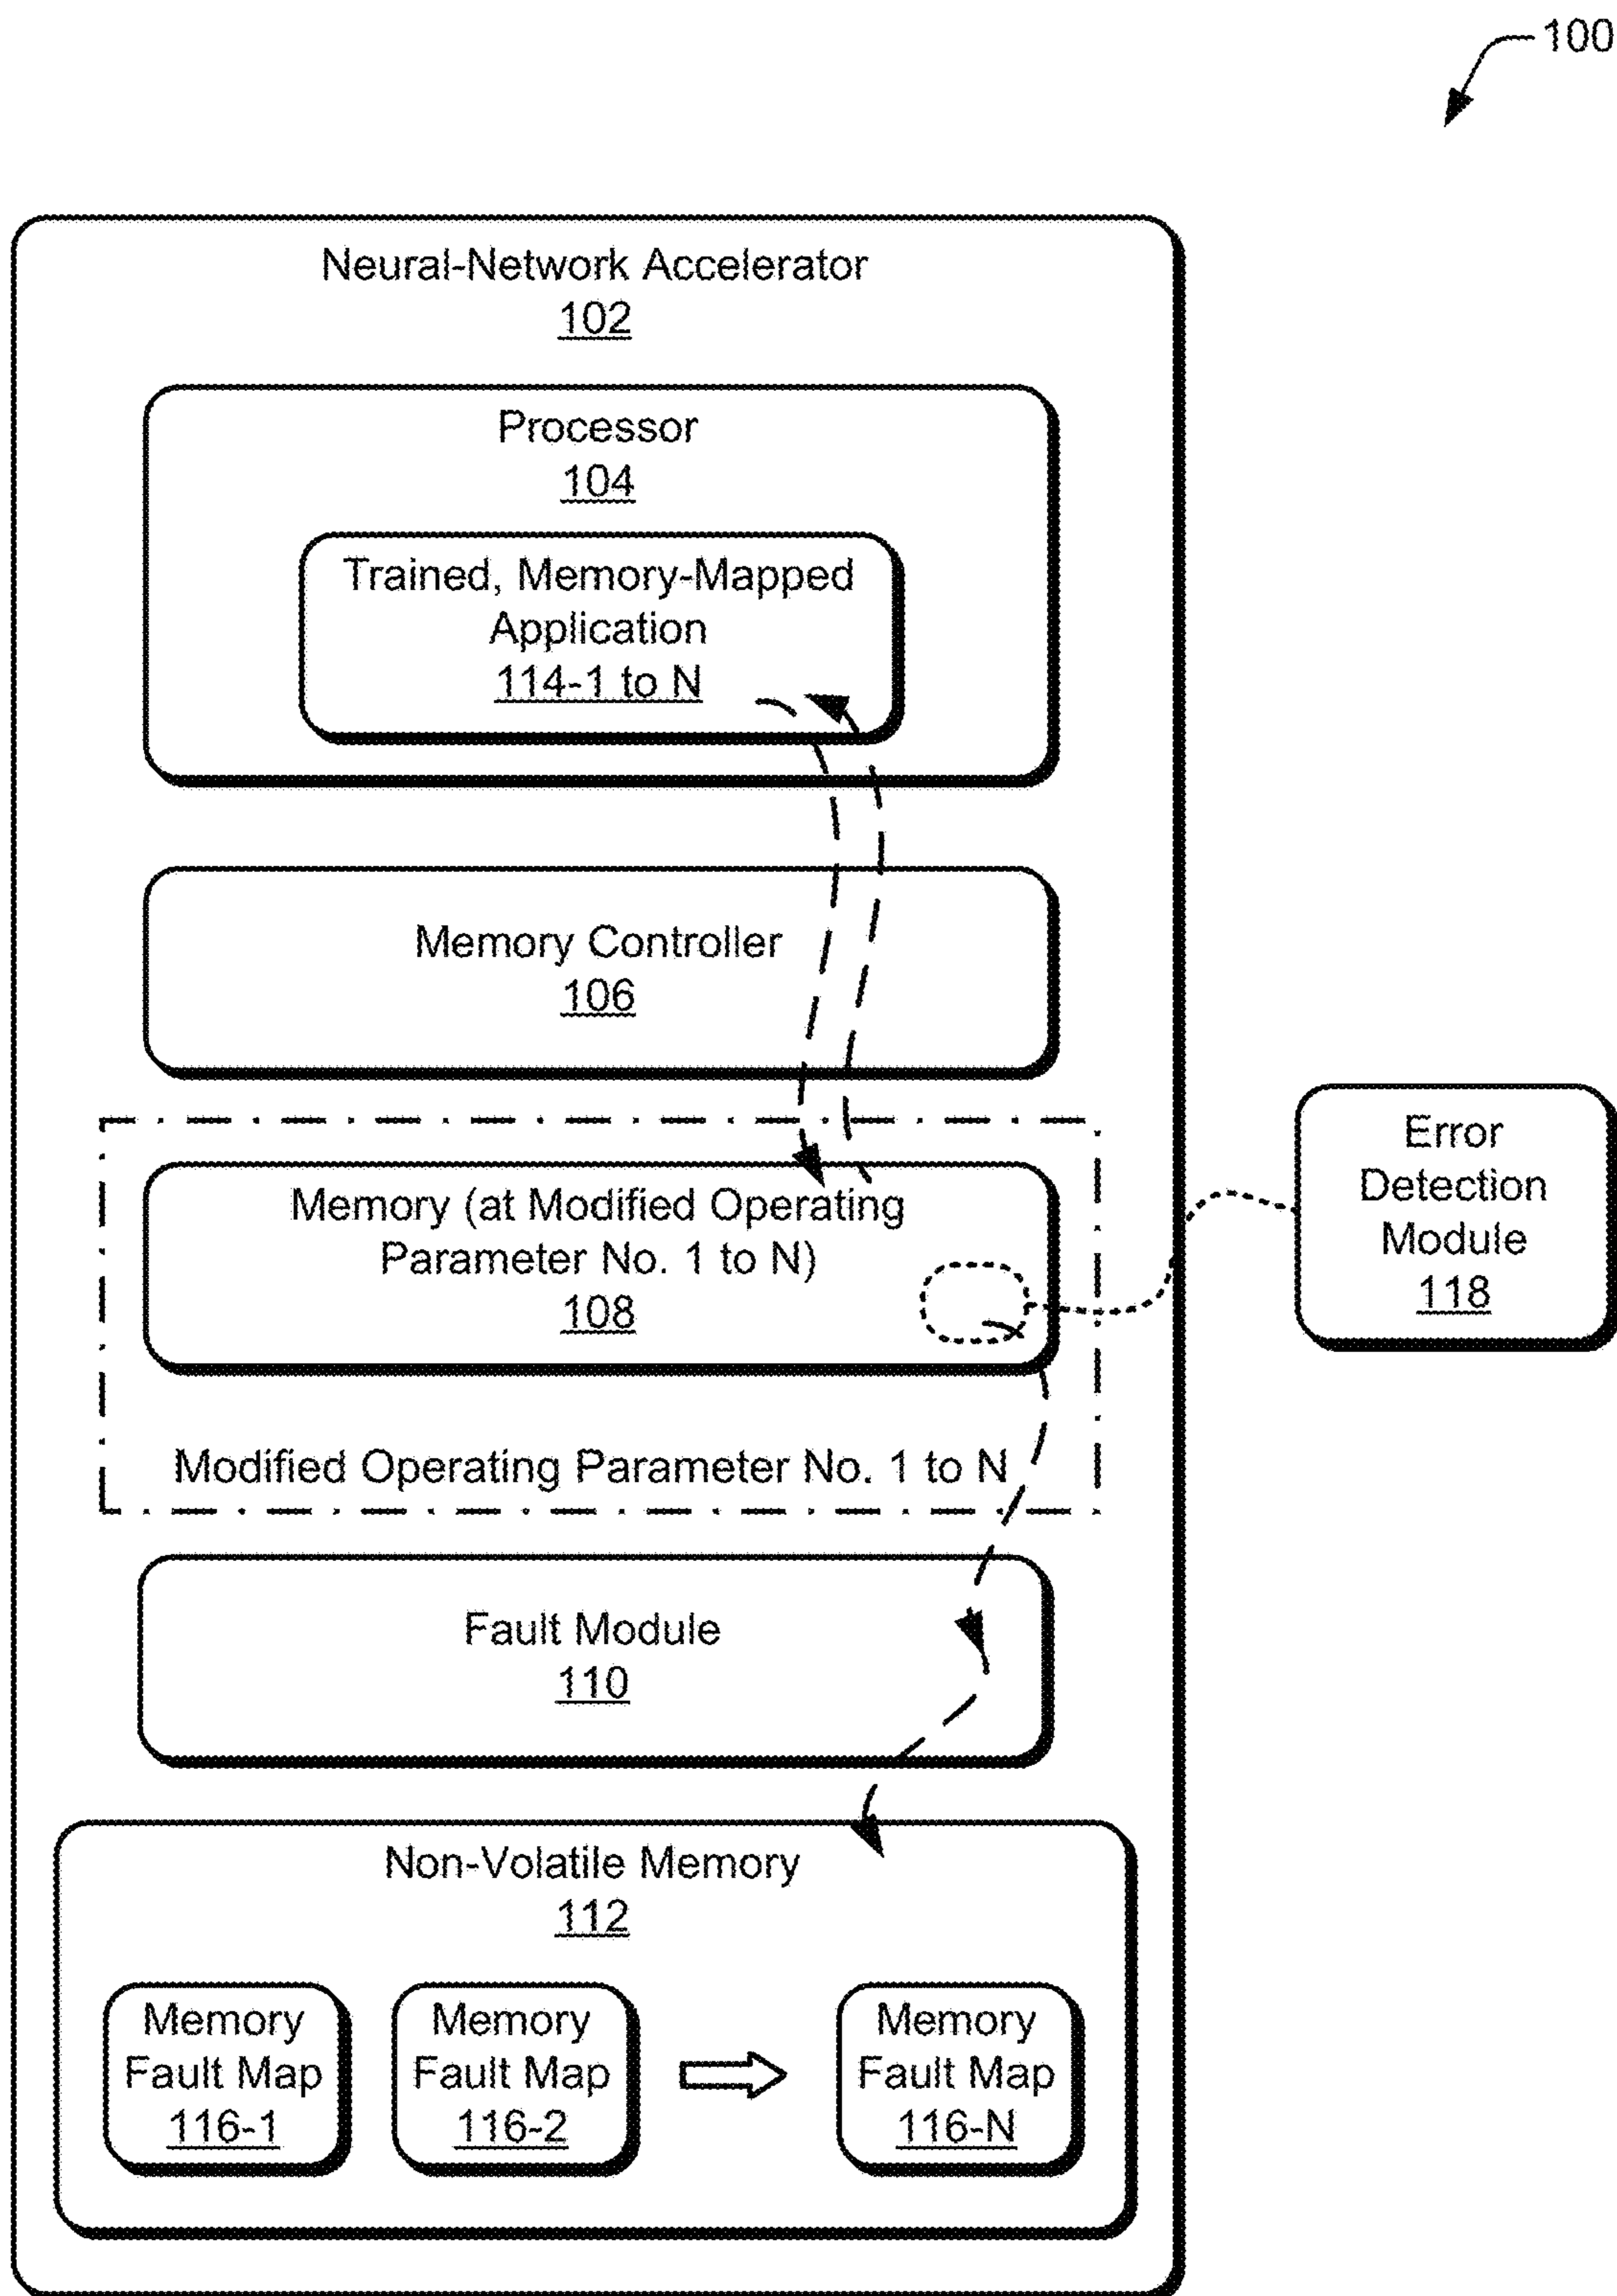 100
Neural-Network Accelerator
102
Processor
104
Trained, Memory-Mapped
Application
114-1 to N
Memory Controller
106
Memory (at Modified Operating
Parameter No. 1 to N)
108
Modified Operating Parameter No. 1 to N
Error
Detection
Module
118
Fault Module
110
Non-Volatile Memory
112
Memory
Fault Map
116-1
Memory
Fault Map
116-2
Memory
Fault Map
116-N